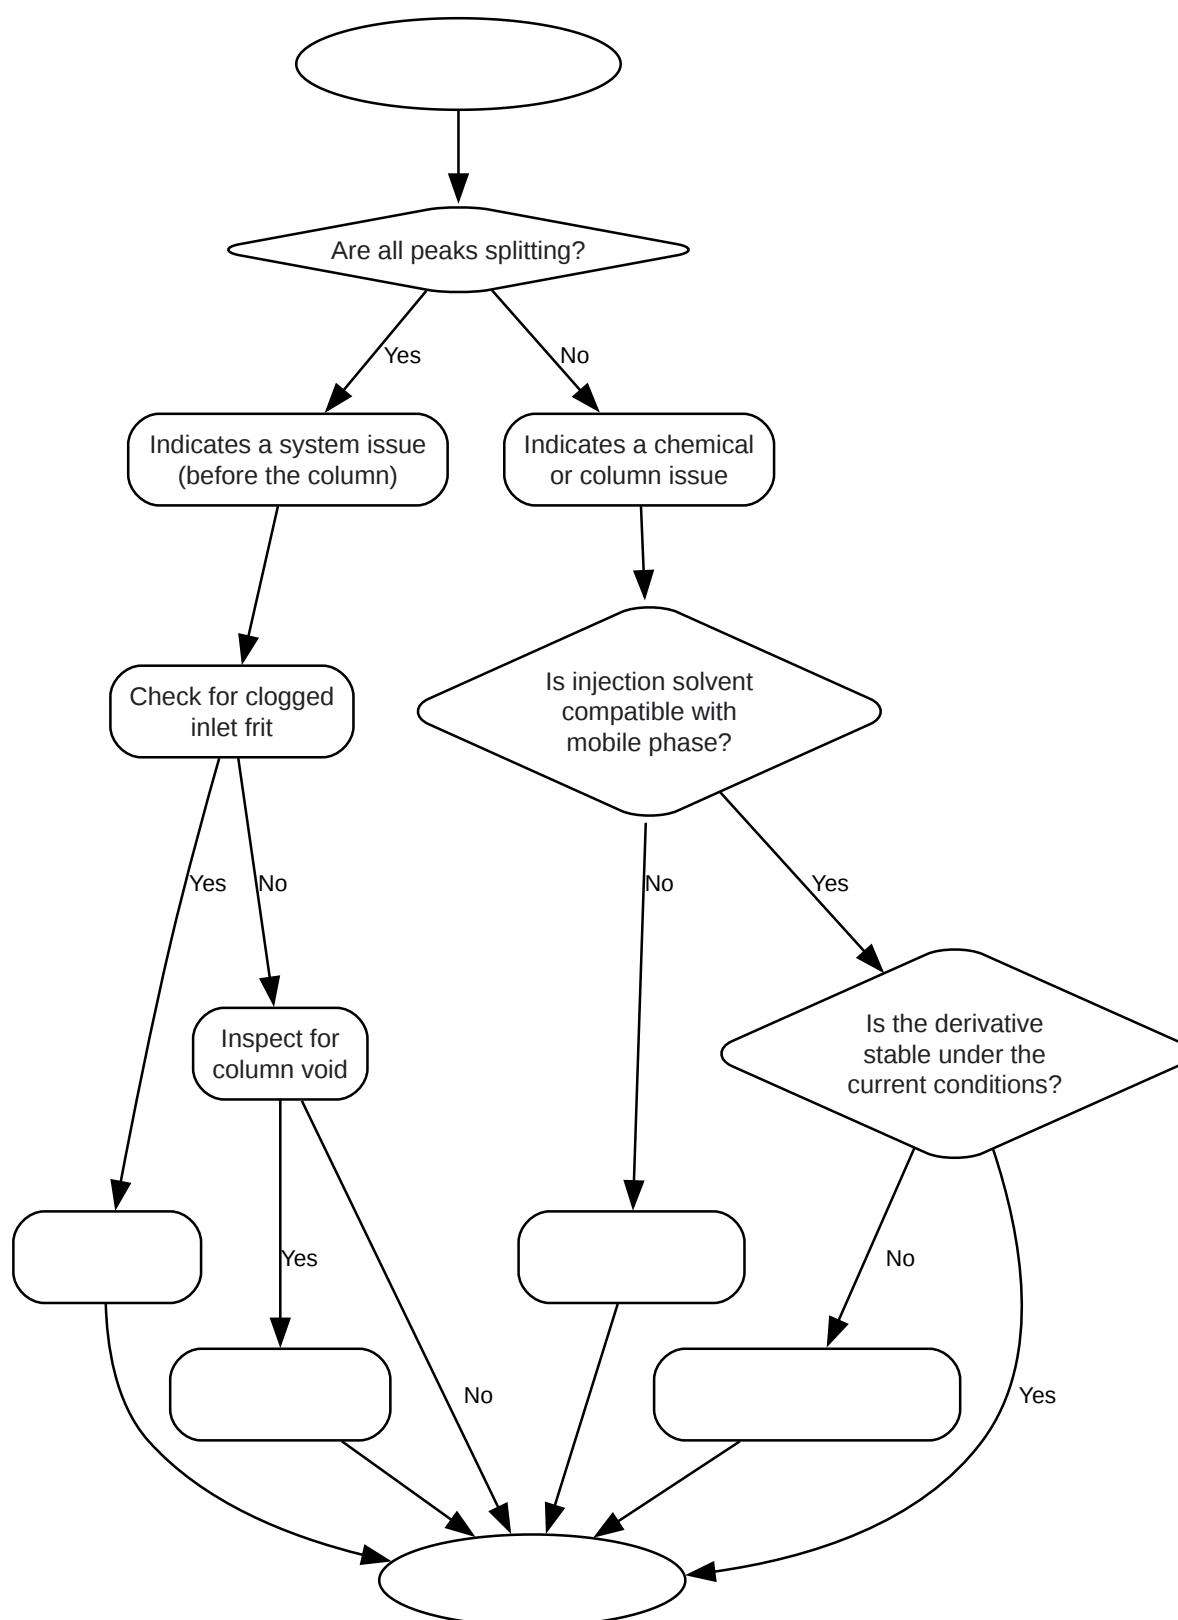 Are all peaks splitting?
Yes
No
Indicates a system issue
(before the column)
Indicates a chemical
or column issue
Check for clogged
inlet frit
Is injection solvent
compatible with
mobile phase?
Yes
No
No
Yes
Inspect for
column void
Is the derivative
stable under the
current conditions?
Yes
No
No
Yes